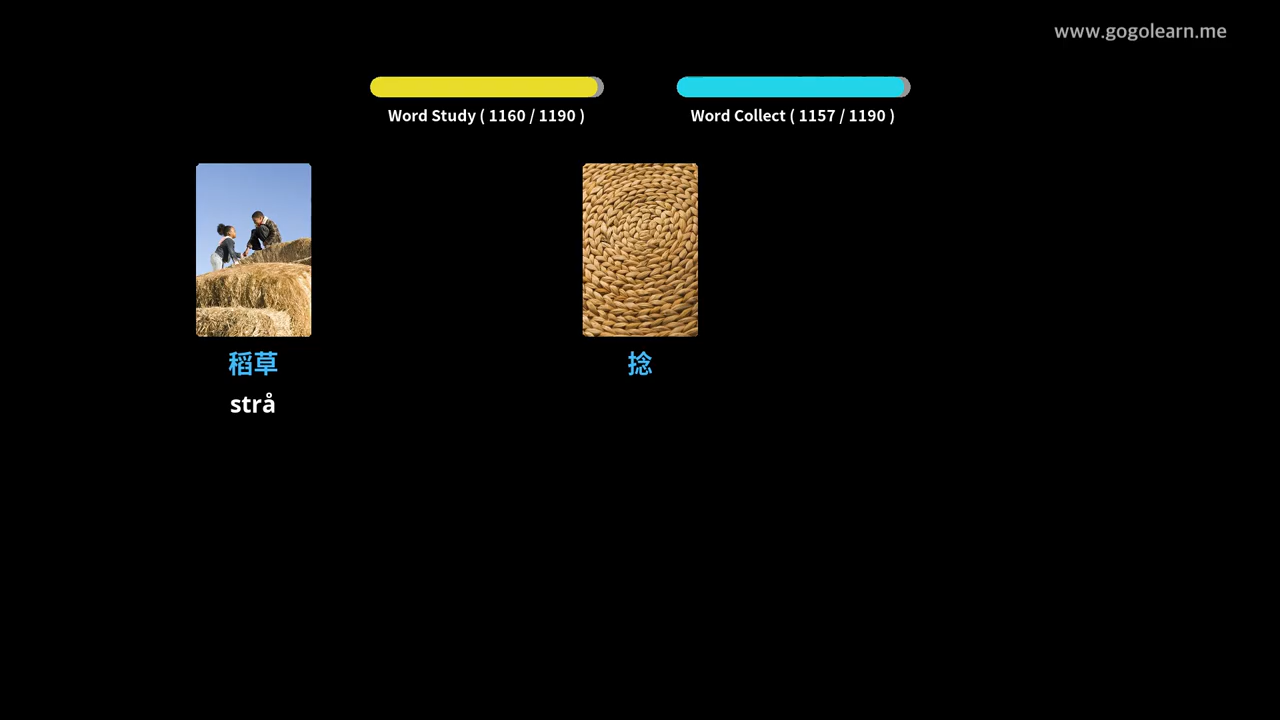 www.gogolearn.me
Word Study ( 1160 / 1190 )
Word Collect ( 1157 / 1190 )
稻草
捻
strå